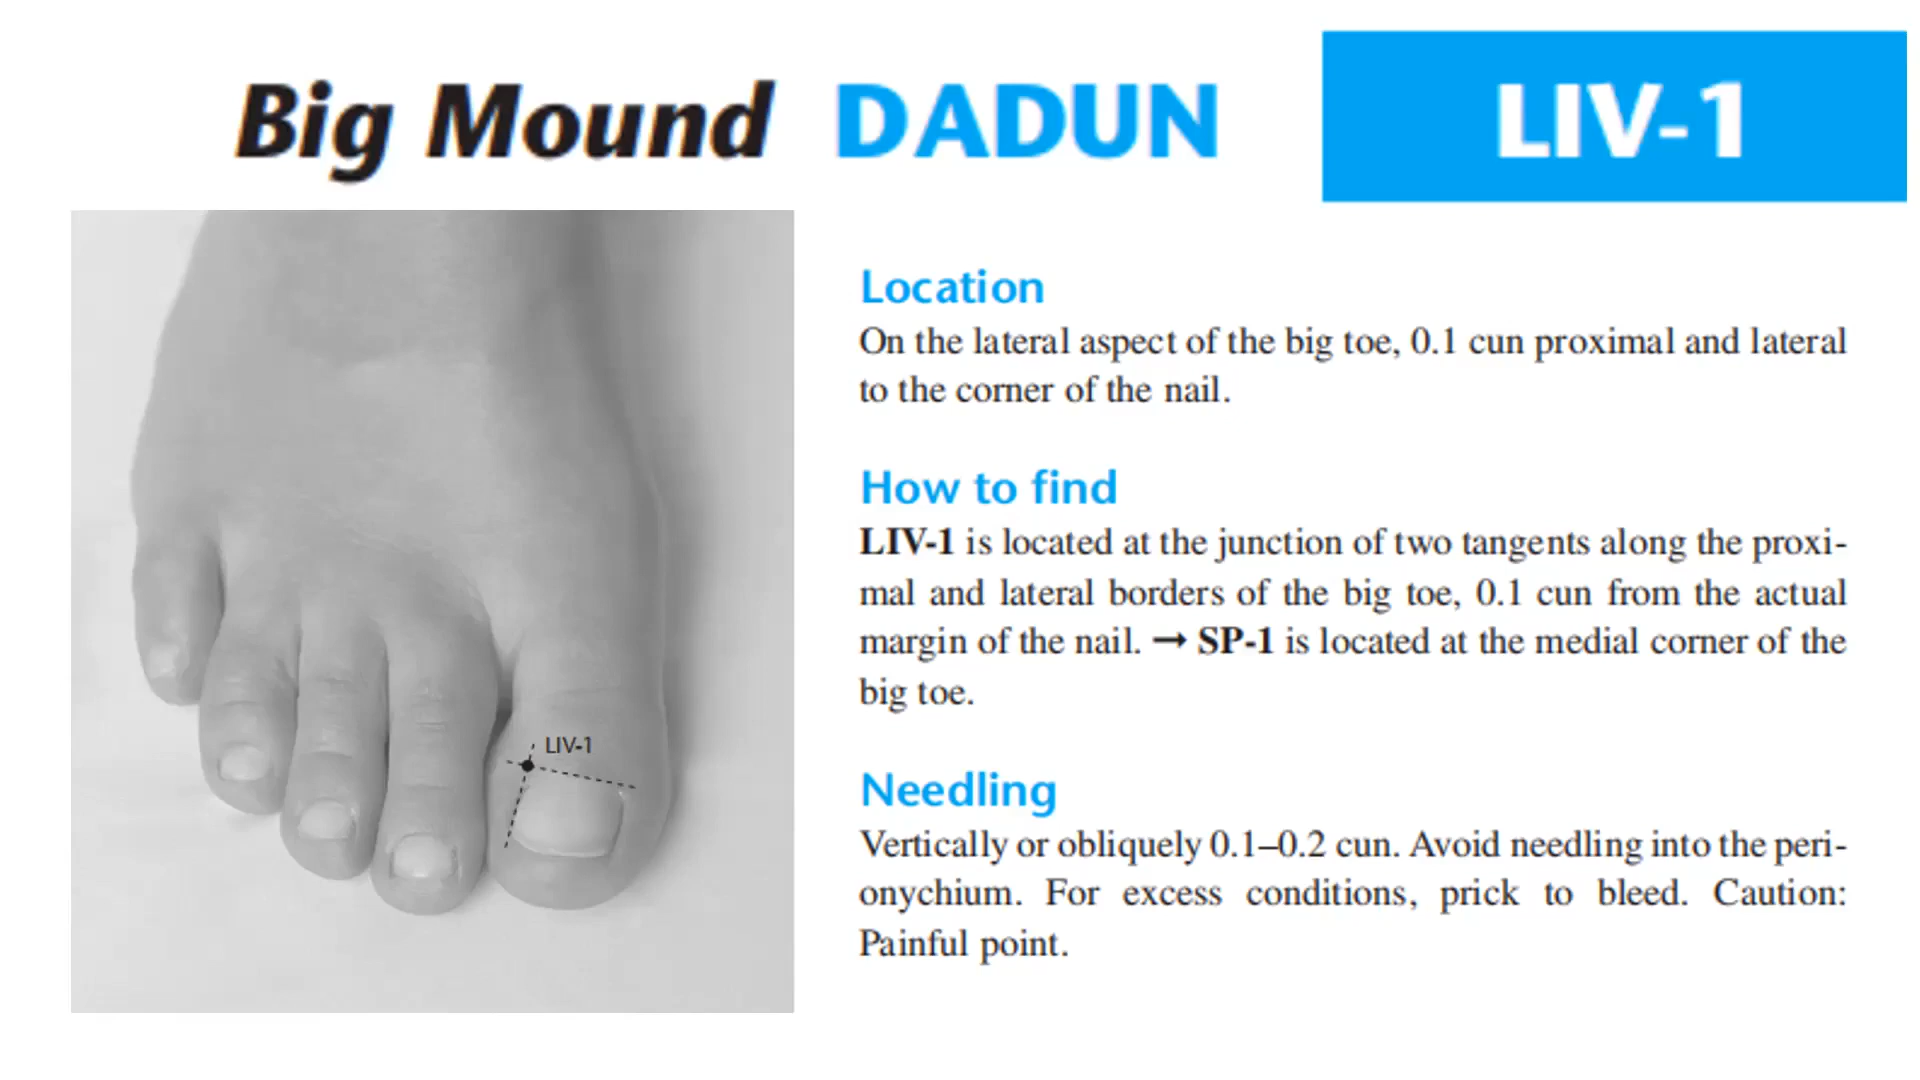 Big Mound DADUN LIV-1
Location
On the lateral aspect of the big toe, 0.1 cun proximal and lateral
to the corner of the nail.
How to find
LIV-1 is located at the junction of two tangents along the proxi-
mal and lateral borders of the big toe, 0.1 cun from the actual
margin of the nail. → SP-1 is located at the medial corner of the
big toe.
LIV-1
Needling
Vertically or obliquely 0.1–0.2 cun. Avoid needling into the peri-
onychium. For excess conditions, prick to bleed. Caution:
Painful point.